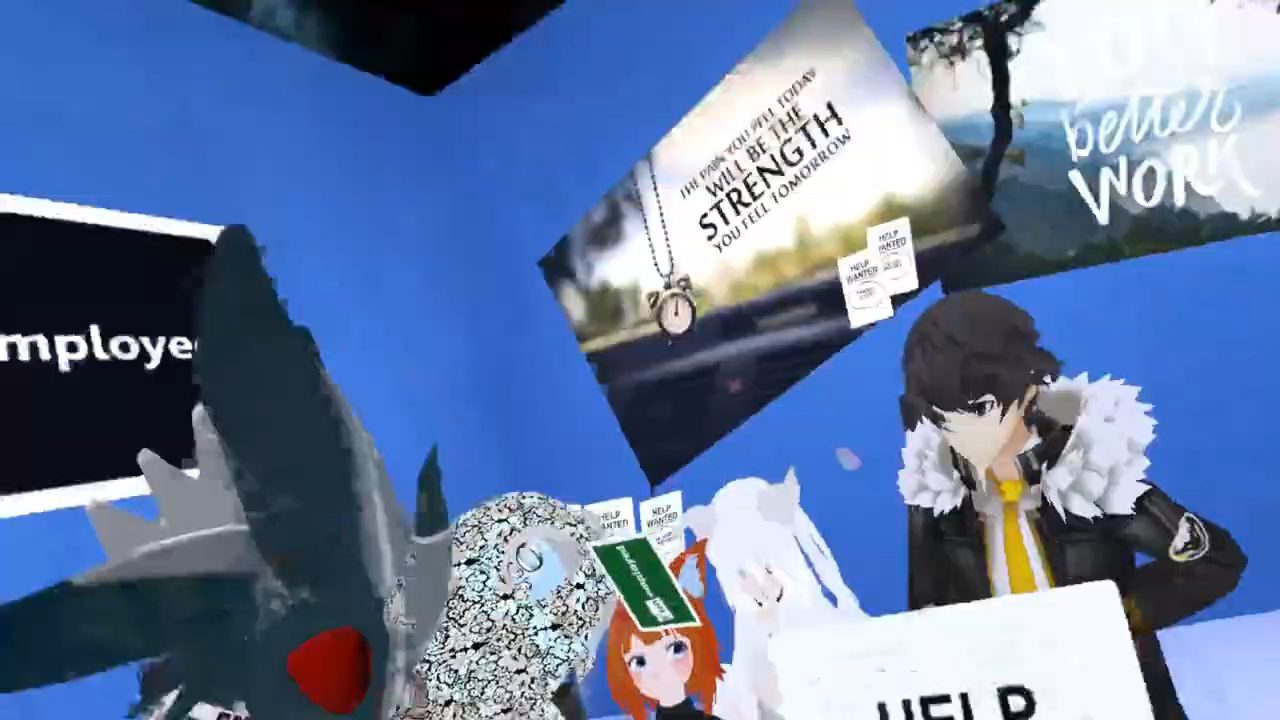 THE PAIN YOU FEEL TODAY
WILL BE THE
STRENGTH
YOU FEEL TOMORROW
better
WORK
HELP
WANTED
HELP
WANTED
mploye
HELP
WANTED
HELP
WANTED
HELP